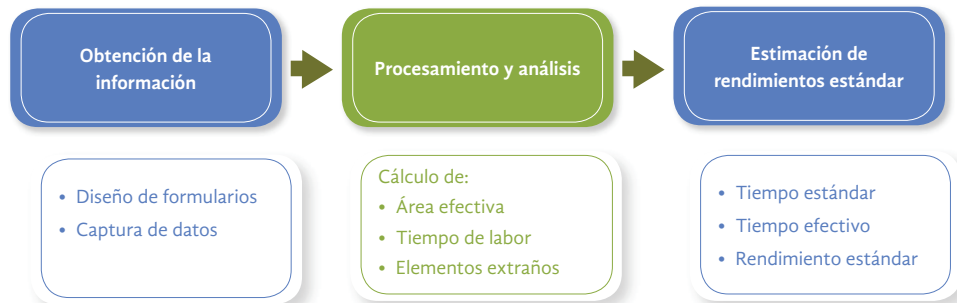 Obtención de la
información
Procesamiento y análisis
Estimación de
rendimientos estándar
• Diseño de formularios
• Captura de datos
Cálculo de:
• Área efectiva
• Tiempo de labor
• Elementos extraños
• Tiempo estándar
• Tiempo efectivo
• Rendimiento estándar